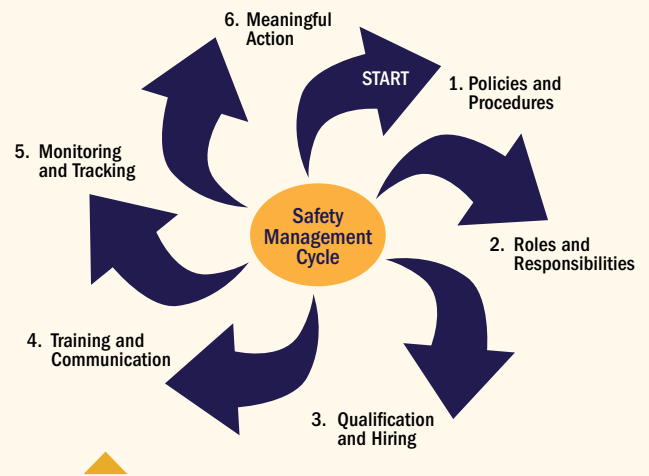 6. Meaningful
Action
START
1. Policies and
Procedures
5. Monitoring
and Tracking
Safety
Management
Cycle
2. Roles and
Responsibilities
4. Training and
Communication
3. Qualification
and Hiring